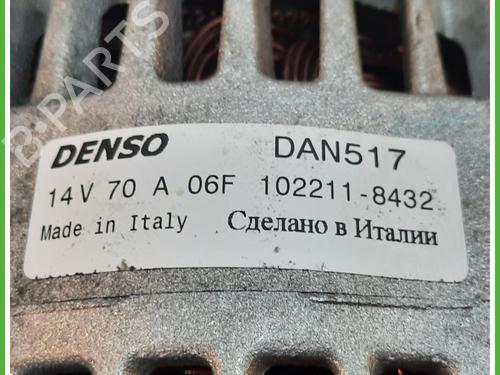 B-PARTS
DENSO DAN517
14V 70 A 06F 102211-8432
Made in Italy Сделано в Италии